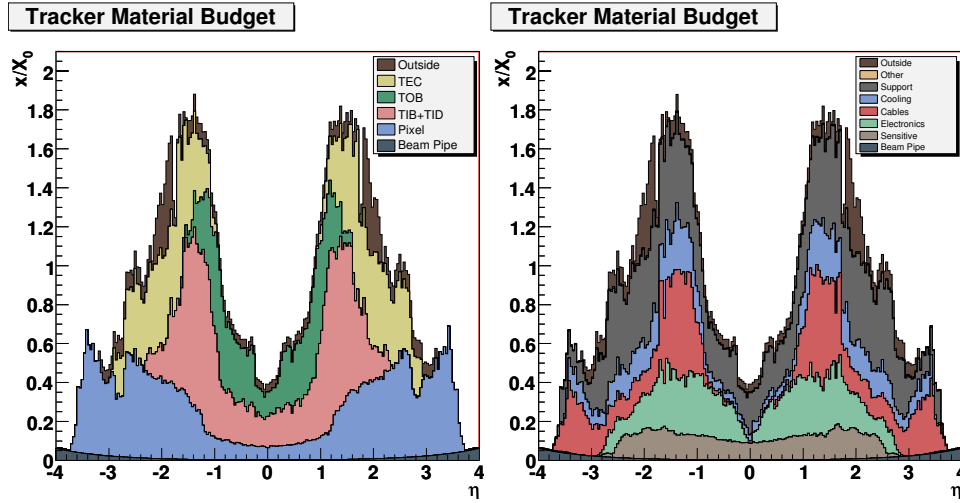 Tracker Material Budget
x/X0
2
1.8
1.6
1.4
1.2
1
0.8
0.6
0.4
0.2
0
Outside
TEC
TOB
TIB+TID
Pixel
Beam Pipe
-4 -3 -2 -1 0 1 2 3 4
η
Tracker Material Budget
x/X0
2
1.8
1.6
1.4
1.2
1
0.8
0.6
0.4
0.2
0
Outside
Other
Support
Cooling
Cables
Electronics
Sensitive
Beam Pipe
-4 -3 -2 -1 0 1 2 3 4
η